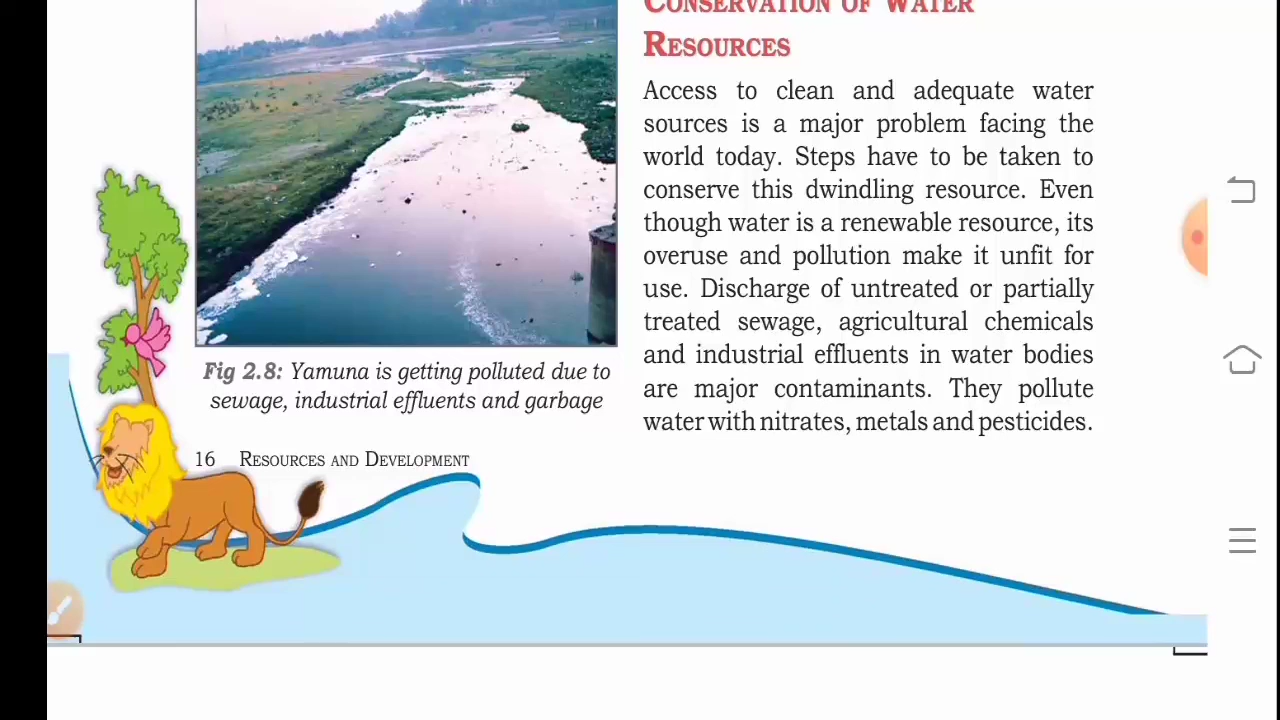 CONSERVATION OF WATER
RESOURCES
Access to clean and adequate water
sources is a major problem facing the
world today. Steps have to be taken to
conserve this dwindling resource. Even
though water is a renewable resource, its
overuse and pollution make it unfit for
use. Discharge of untreated or partially
treated sewage, agricultural chemicals
and industrial effluents in water bodies
are major contaminants. They pollute
water with nitrates, metals and pesticides.
Fig 2.8: Yamuna is getting polluted due to
sewage, industrial effluents and garbage
16 RESOURCES AND DEVELOPMENT